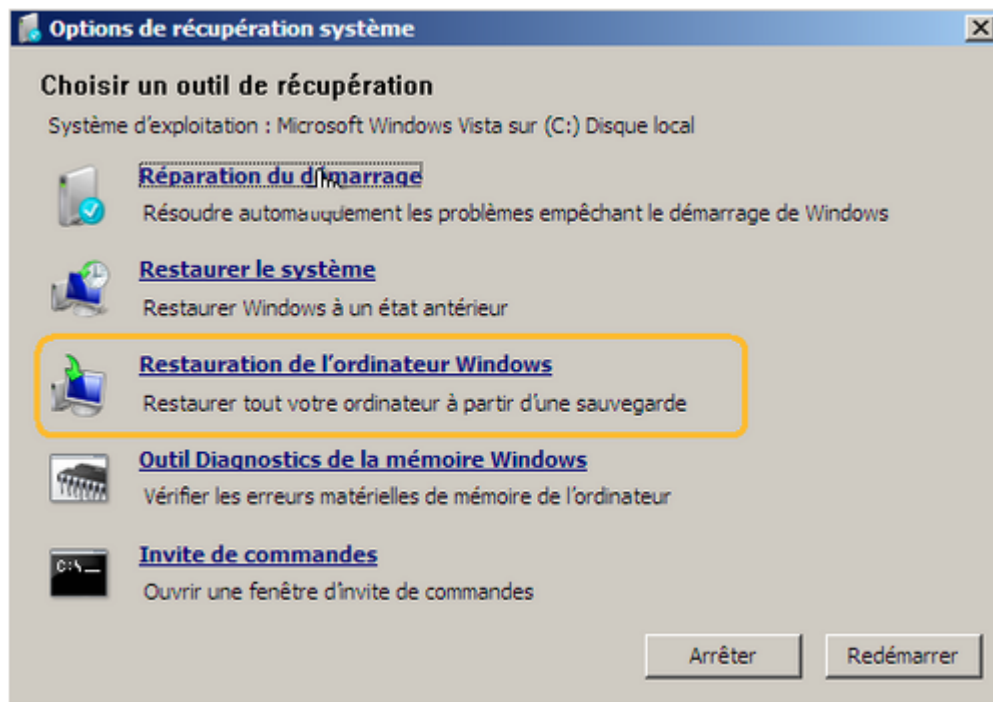 Options de récupération système
Choisir un outil de récupération
Système d'exploitation : Microsoft Windows Vista sur (C:) Disque local
Réparation du démarrage
Résoudre automatiquement les problèmes empêchant le démarrage de Windows
Restaurer le système
Restaurer Windows à un état antérieur
Restauration de l'ordinateur Windows
Restaurer tout votre ordinateur à partir d'une sauvegarde
Outil Diagnostics de la mémoire Windows
Vérifier les erreurs matérielles de mémoire de l'ordinateur
C:\_
Invite de commandes
Ouvrir une fenêtre d'invite de commandes
Arrêter Redémarrer